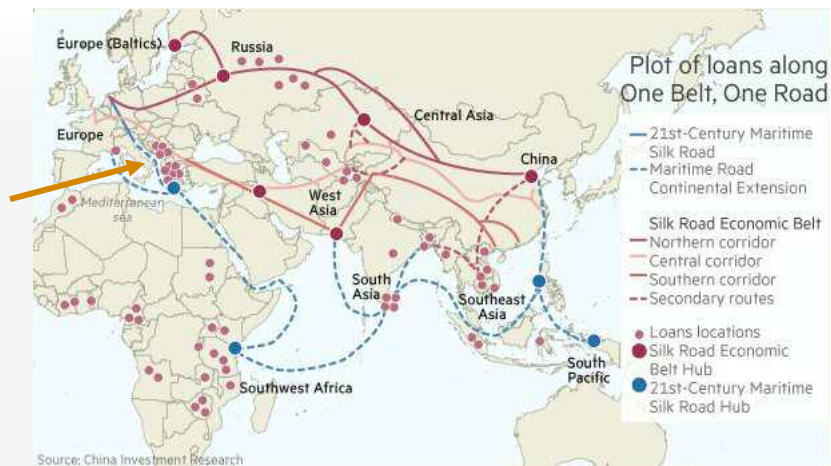 Plot of loans along
One Belt, One Road
21st-Century Maritime
Silk Road
Maritime Road
Continental Extension
Silk Road Economic Belt
Northern corridor
Central corridor
Southern corridor
Secondary routes
Loans locations
Silk Road Economic
Belt Hub
21st-Century Maritime
Silk Road Hub
Europe (Baltics)
Russia
Central Asia
Europe
China
West
Asia
Mediterranean
sea
South
Asia
Southeast
Asia
South
Pacific
Southwest Africa
Source: China Investment Research